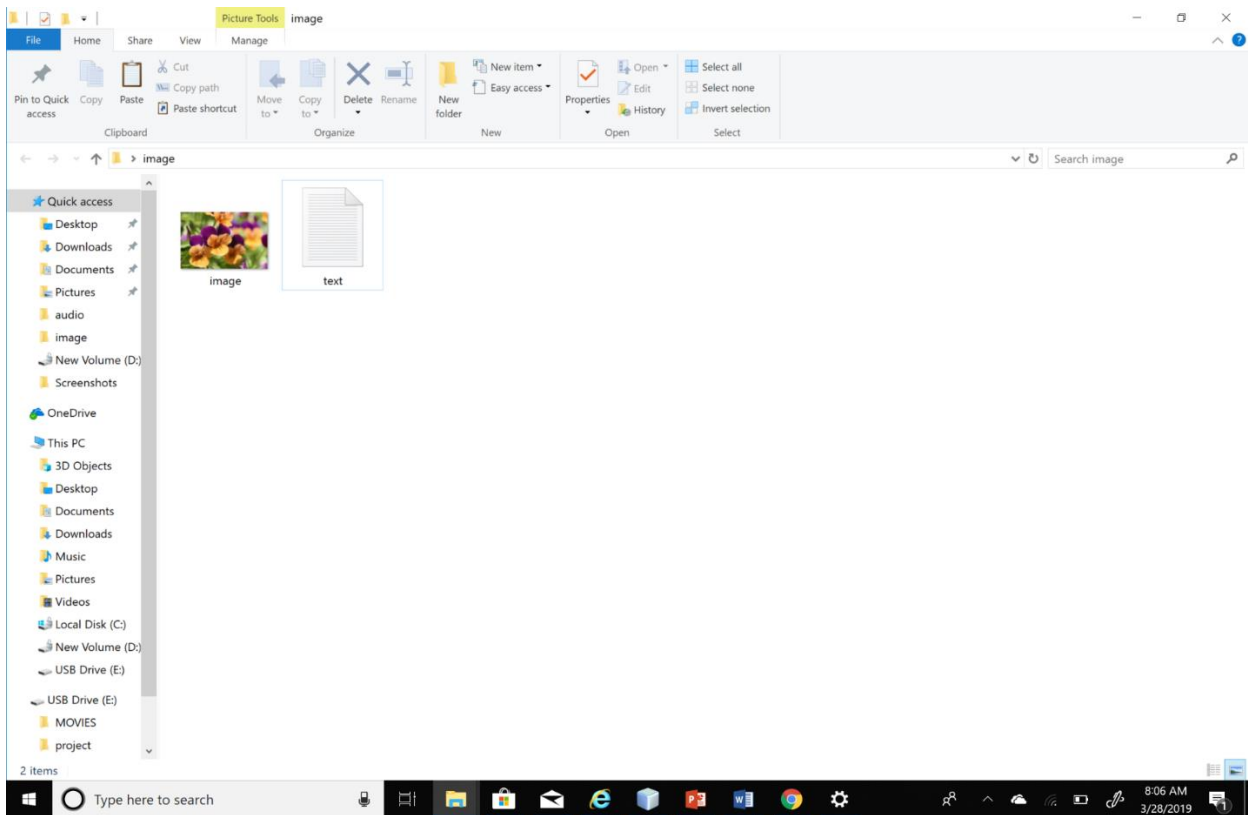 Picture Tools image
File Home Share View Manage
Pin to Quick access
Copy
Paste
Cut
Copy path
Paste shortcut
Clipboard
Move to
Copy to
Delete
Rename
Organize
New folder
New item
Easy access
New
Properties
Open
Edit
History
Open
Select all
Select none
Invert selection
Select
> image
Search image
Quick access
Desktop
Downloads
Documents
Pictures
audio
image
New Volume (D:)
Screenshots
OneDrive
This PC
3D Objects
Desktop
Documents
Downloads
Music
Pictures
Videos
Local Disk (C:)
New Volume (D:)
USB Drive (E:)
USB Drive (E:)
MOVIES
project
image
text
2 items
Type here to search
8:06 AM
3/28/2019
1